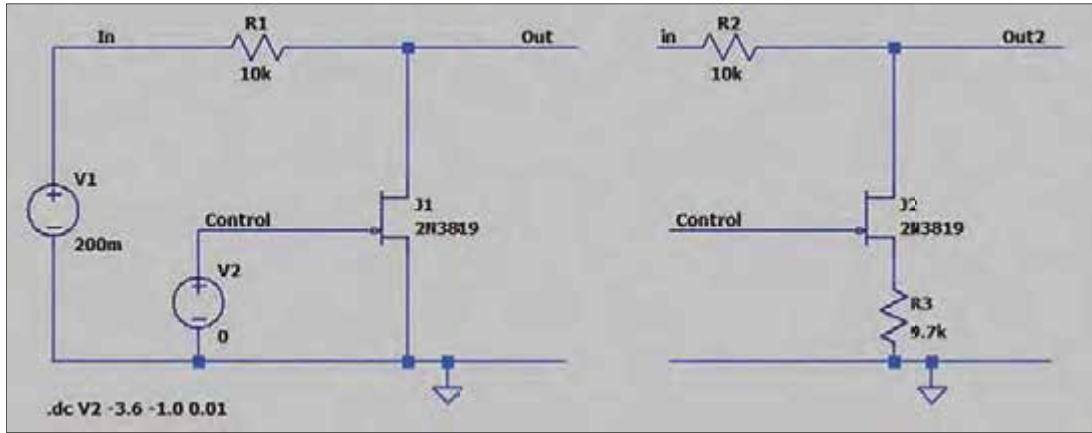 In
R1
10k
Out
in
R2
10k
Out2
V1
200m
Control
V2
0
J1
2N3819
Control
J2
2N3819
R3
9.7k
.dc V2 -3.6 -1.0 0.01